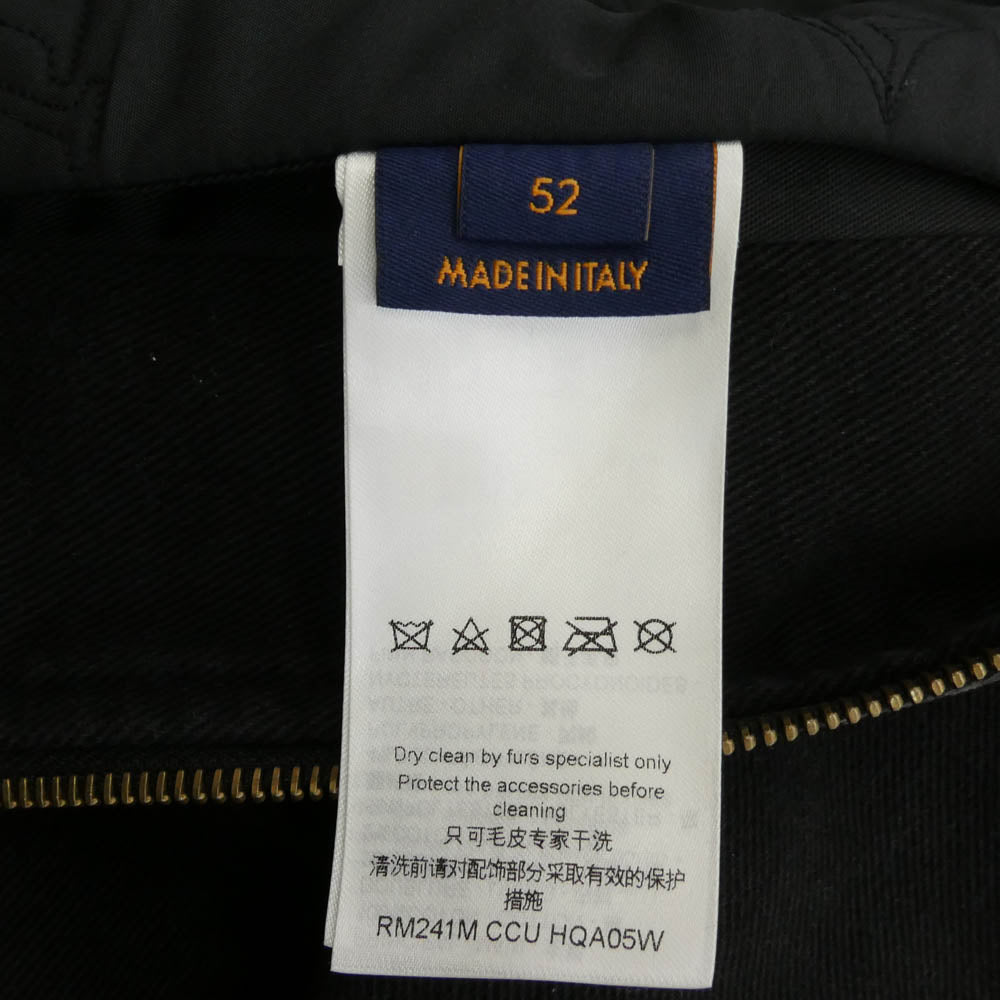 52
MADE IN ITALY
Dry clean by furs specialist only
Protect the accessories before
cleaning
只可毛皮专家干洗
清洗前请对配饰部分采取有效的保护
措施
RM241M CCU HQA05W